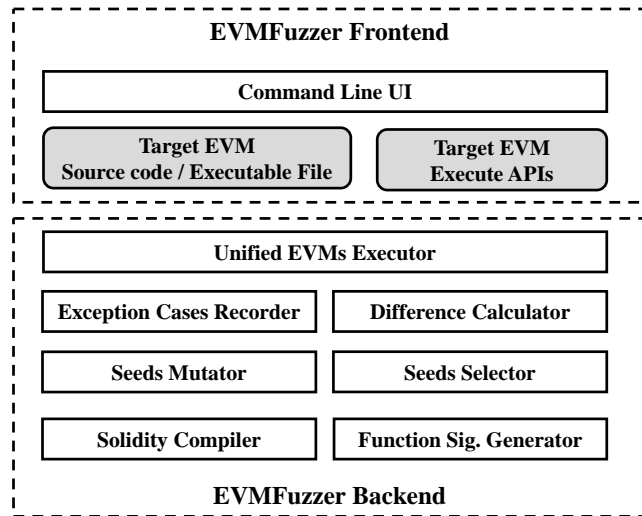 EVMFuzzer Frontend
Command Line UI
Target EVM
Source code / Executable File
Target EVM
Execute APIs
Unified EVMs Executor
Exception Cases Recorder
Difference Calculator
Seeds Mutator
Seeds Selector
Solidity Compiler
Function Sig. Generator
EVMFuzzer Backend